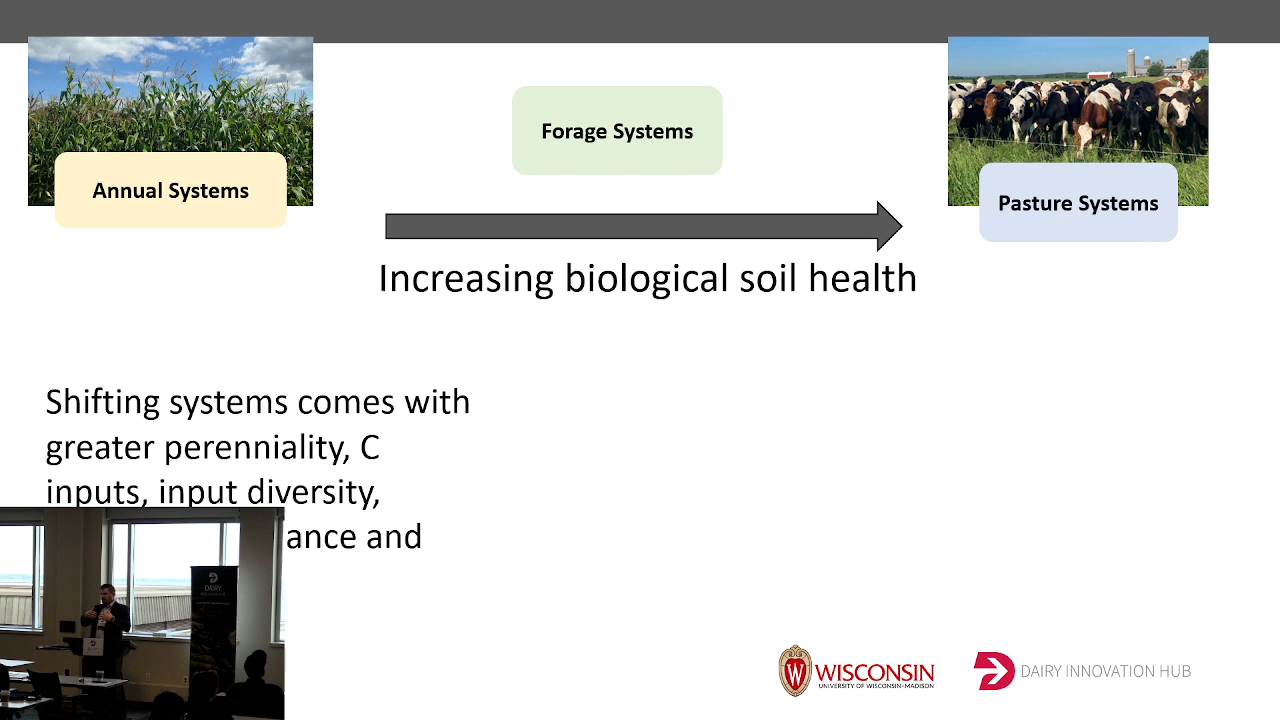 Annual Systems
Forage Systems
Pasture Systems
Increasing biological soil health
Shifting systems comes with
greater perenniality, C
inputs, input diversity,
ance and
DAIRY
WISCONSIN
UNIVERSITY OF WISCONSIN–MADISON
DAIRY INNOVATION HUB